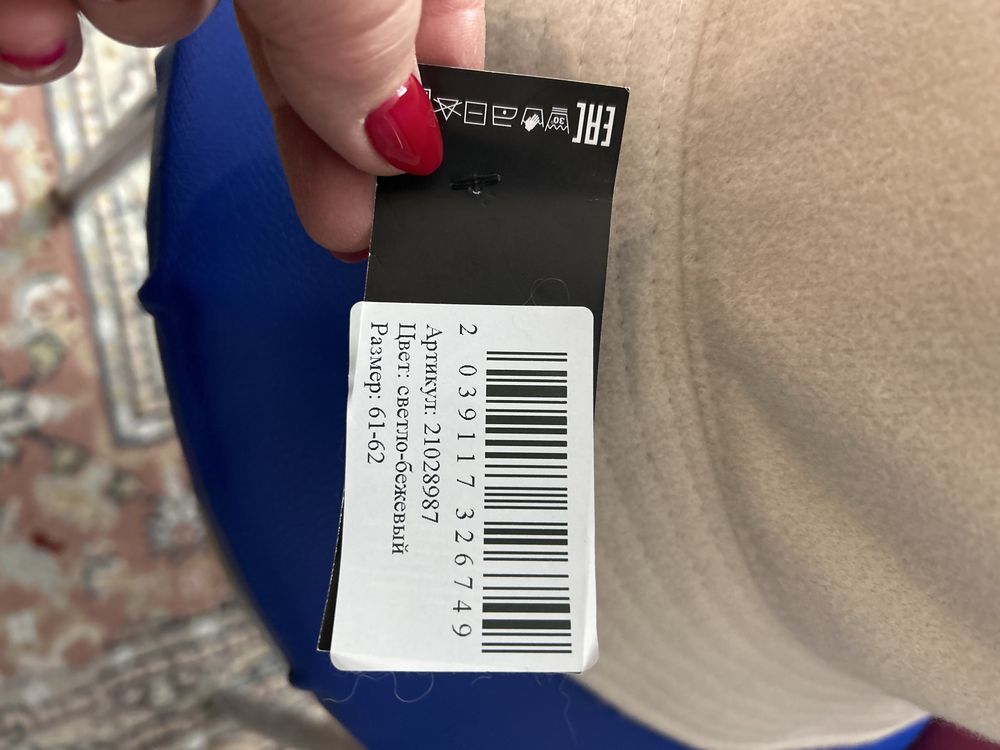 EAC
30°
2 039117 326749
Артикул: 21028987
Цвет: светло-бежевый
Размер: 61-62